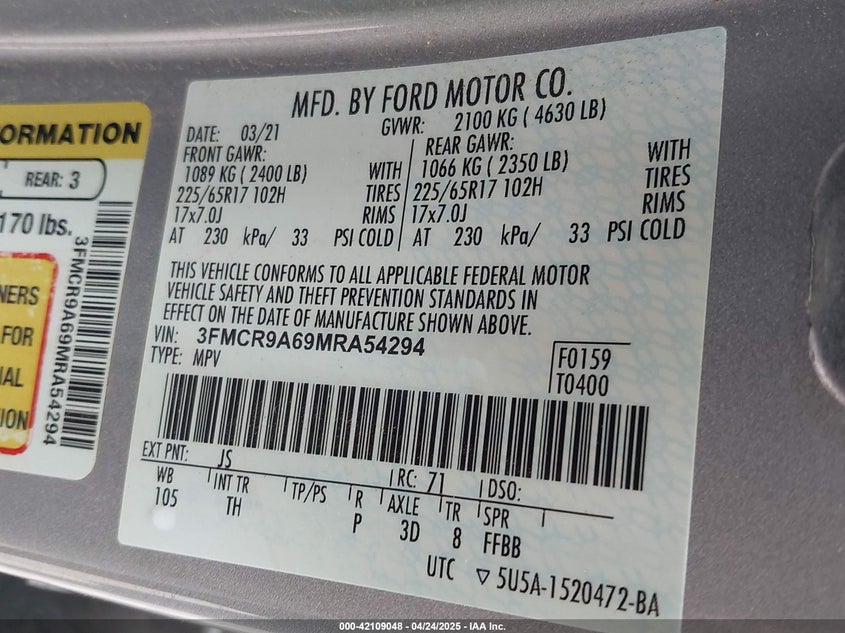 ORMATION
REAR: 3
170 lbs.
3FMCR9A69MRA54294
NERS
FOR
IAL
ION
MFD. BY FORD MOTOR CO.
DATE: 03/21 GVWR: 2100 KG ( 4630 LB)
FRONT GAWR: REAR GAWR:
1089 KG ( 2400 LB) WITH 1066 KG ( 2350 LB) WITH
225/65R17 102H TIRES 225/65R17 102H TIRES
17x7.0J RIMS 17x7.0J RIMS
AT 230 kPa/ 33 PSI COLD AT 230 kPa/ 33 PSI COLD
THIS VEHICLE CONFORMS TO ALL APPLICABLE FEDERAL MOTOR
VEHICLE SAFETY AND THEFT PREVENTION STANDARDS IN
EFFECT ON THE DATE OF MANUFACTURE SHOWN ABOVE.
VIN: 3FMCR9A69MRA54294
TYPE: MPV
F0159
T0400
EXT PNT: JS RC: 71 DSO:
WB INT TR TP/PS R AXLE TR SPR
105 TH P 3D 8 FFBB
UTC ▽ 5U5A-1520472-BA
000-42109048 - 04/24/2025 - IAA Inc.